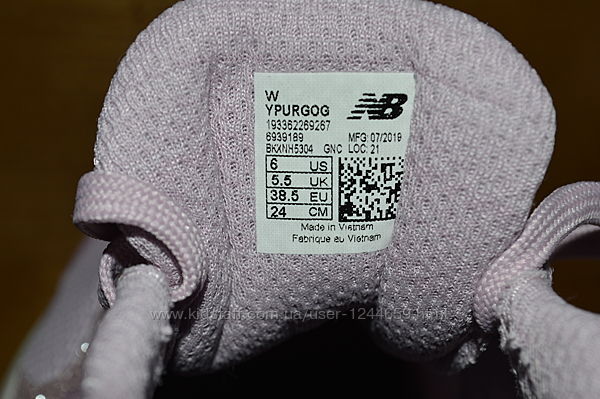 W
YPURGOG
NB
193362269267
6939189 MFG: 07/2019
BKXNH5304 GNC LOC: 21
6 US
5.5 UK
38.5 EU
24 CM
Made in Vietnam
Fabrique au Vietnam